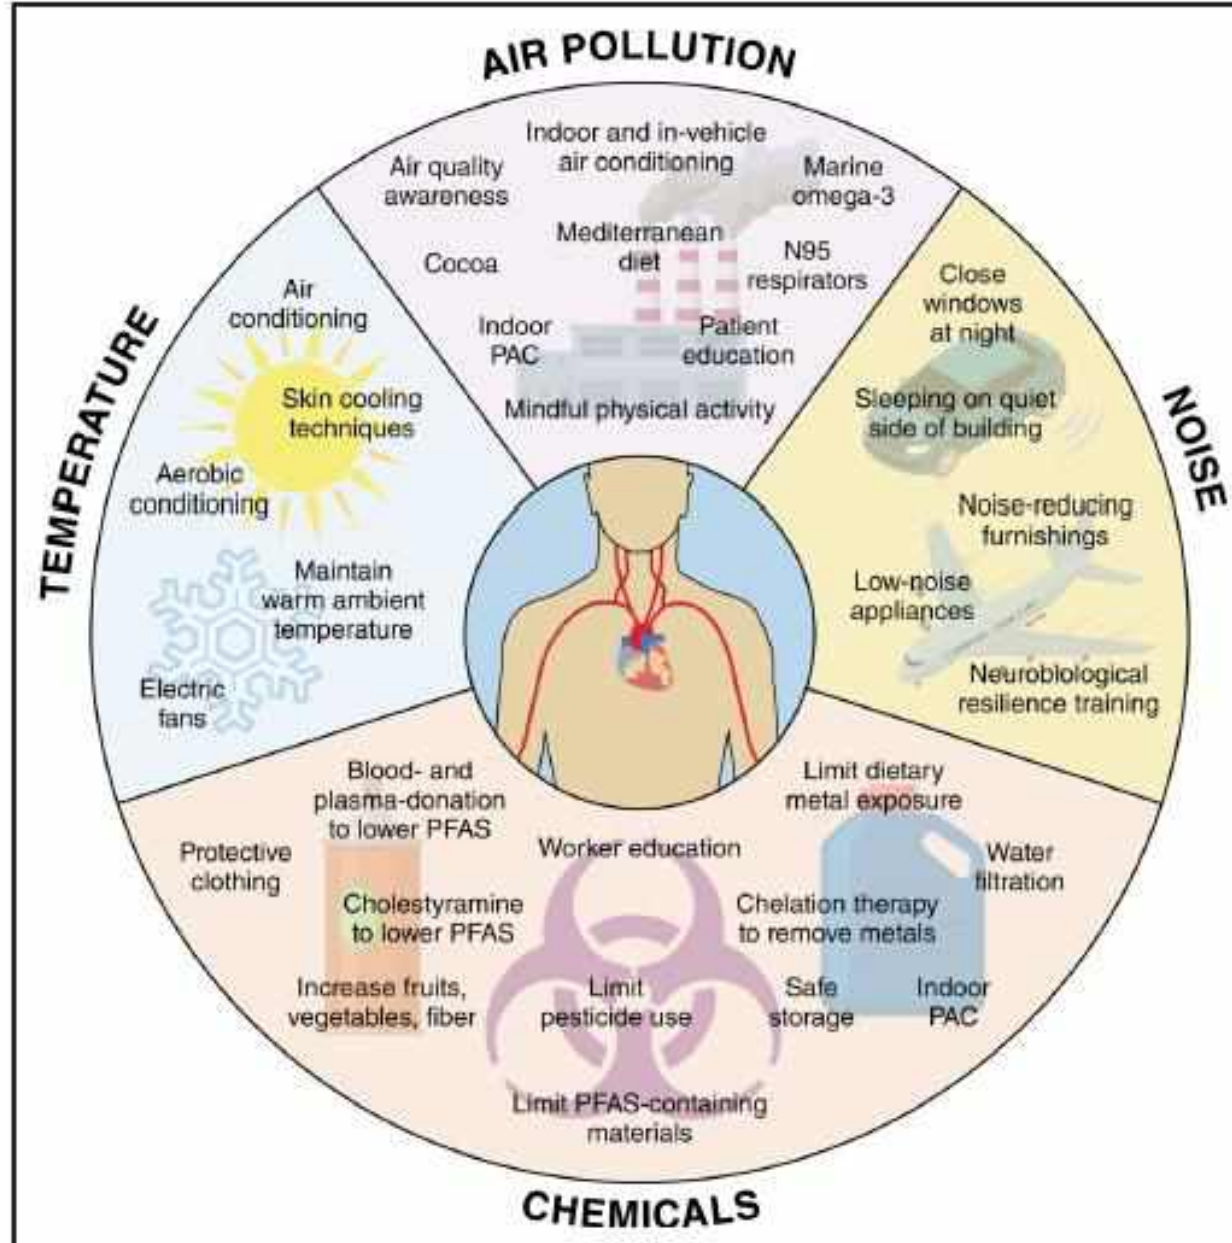 AIR POLLUTION
Indoor and in-vehicle
air conditioning
Air quality
awareness
Marine
omega-3
Mediterranean
diet
Cocoa
N95
respirators
Indoor
PAC
Patient
education
Mindful physical activity
NOISE
Close
windows
at night
Sleeping on quiet
side of building
Noise-reducing
furnishings
Low-noise
appliances
Neurobiological
resilience training
TEMPERATURE
Air
conditioning
Skin cooling
techniques
Aerobic
conditioning
Maintain
warm ambient
temperature
Electric
fans
Blood- and
plasma-donation
to lower PFAS
Limit dietary
metal exposure
Protective
clothing
Worker education
Water
filtration
Cholestyramine
to lower PFAS
Chelation therapy
to remove metals
Increase fruits,
vegetables, fiber
Limit
pesticide use
Safe
storage
Indoor
PAC
Limit PFAS-containing
materials
CHEMICALS